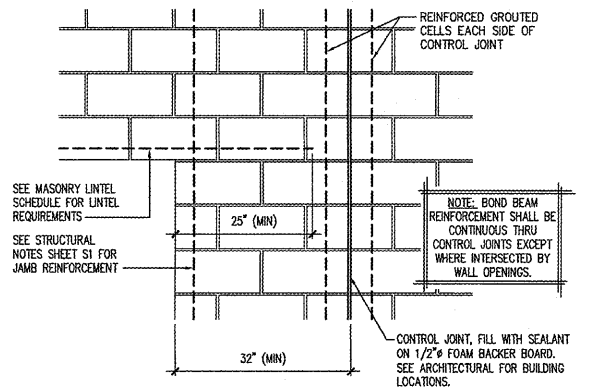 REINFORCED GROUTED
CELLS EACH SIDE OF
CONTROL JOINT
SEE MASONRY LINTEL
SCHEDULE FOR LINTEL
REQUIREMENTS
25" (MIN)
SEE STRUCTURAL
NOTES SHEET S1 FOR
JAMB REINFORCEMENT
NOTE: BOND BEAM
REINFORCEMENT SHALL BE
CONTINUOUS THRU
CONTROL JOINTS EXCEPT
WHERE INTERSECTED BY
WALL OPENINGS.
32" (MIN)
CONTROL JOINT, FILL WITH SEALANT
ON 1/2"ø FOAM BACKER BOARD.
SEE ARCHITECTURAL FOR BUILDING
LOCATIONS.